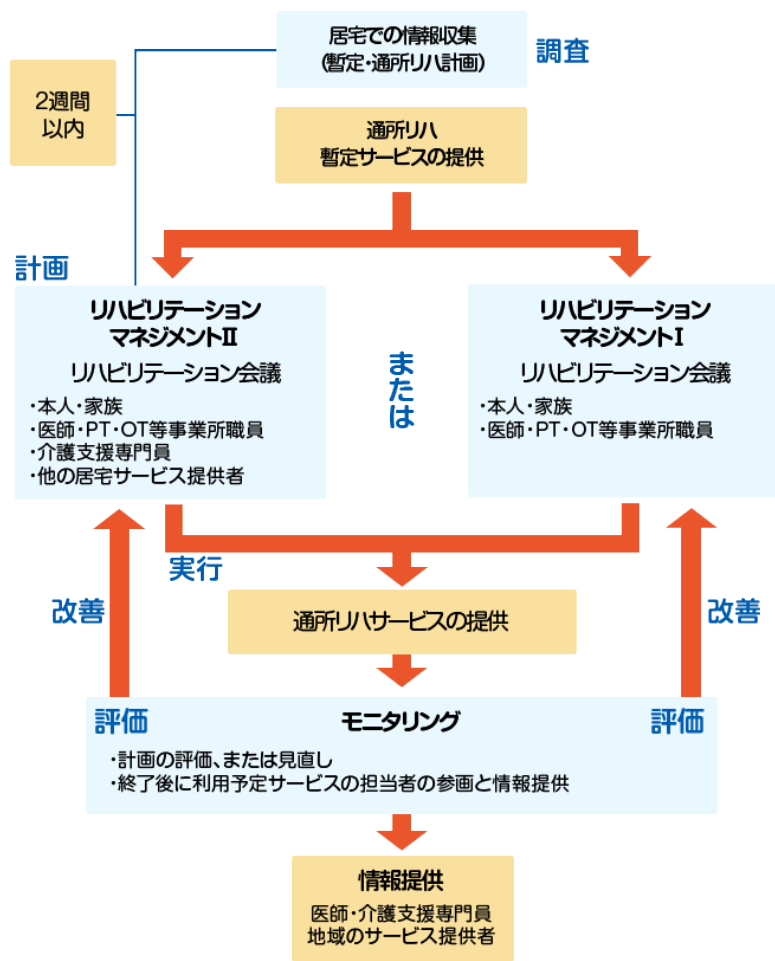 居宅での情報収集
(暫定・通所リハ計画)
調査
2週間
以内
通所リハ
暫定サービスの提供
計画
リハビリテーション
マネジメントⅡ
リハビリテーション会議
・本人・家族
・医師・PT・OT等事業所職員
・介護支援専門員
・他の居宅サービス提供者
または
リハビリテーション
マネジメントⅠ
リハビリテーション会議
・本人・家族
・医師・PT・OT等事業所職員
実行
改善
通所リハサービスの提供
改善
評価
モニタリング
評価
・計画の評価、または見直し
・終了後に利用予定サービスの担当者の参画と情報提供
情報提供
医師・介護支援専門員
地域のサービス提供者